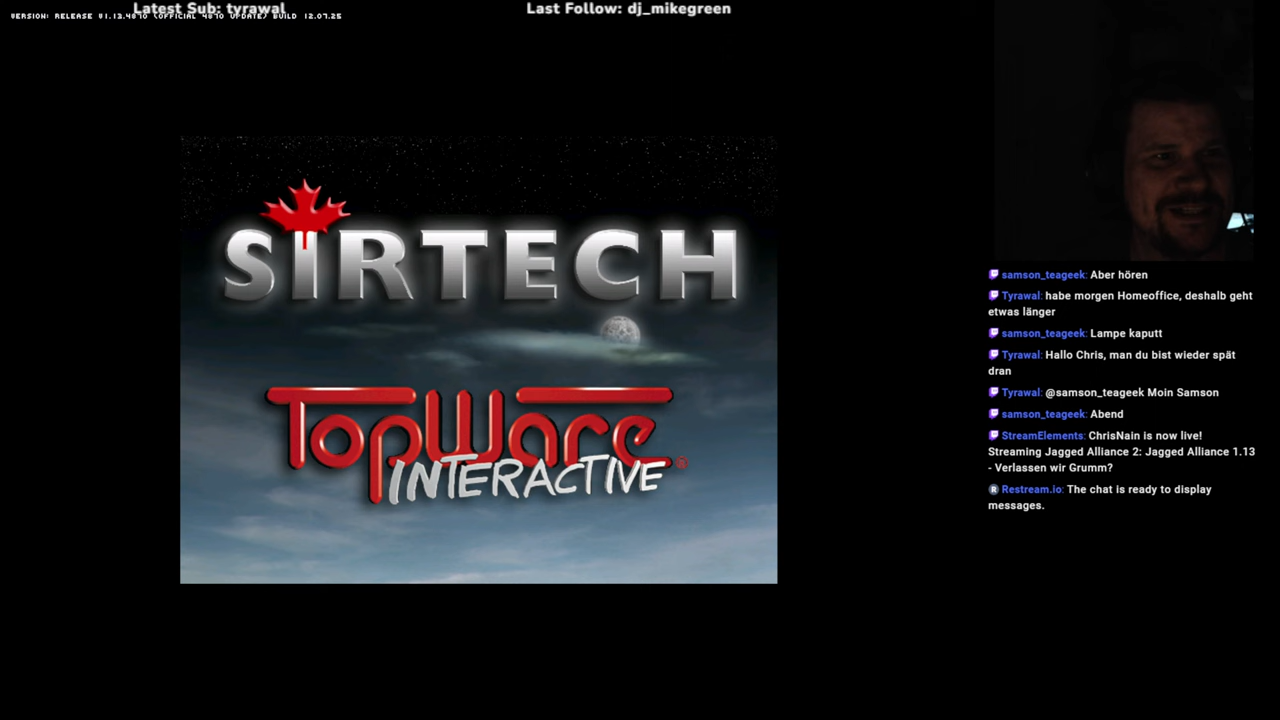 Latest Sub: tyrawal
Last Follow: dj_mikegreen
VERSION: RELEASE V1.13.4870 (OFFICIAL 4870 UPDATE) BUILD 12.07.25
SIRTECH
TopWare
INTERACTIVE
samson_teageek: Aber hören
Tyrawal: habe morgen Homeoffice, deshalb geht
etwas länger
samson_teageek: Lampe kaputt
Tyrawal: Hallo Chris, man du bist wieder spät
dran
Tyrawal: @samson_teageek Moin Samson
samson_teageek: Abend
StreamElements: ChrisNain is now live!
Streaming Jagged Alliance 2: Jagged Alliance 1.13
- Verlassen wir Grumm?
Restream.io: The chat is ready to display
messages.